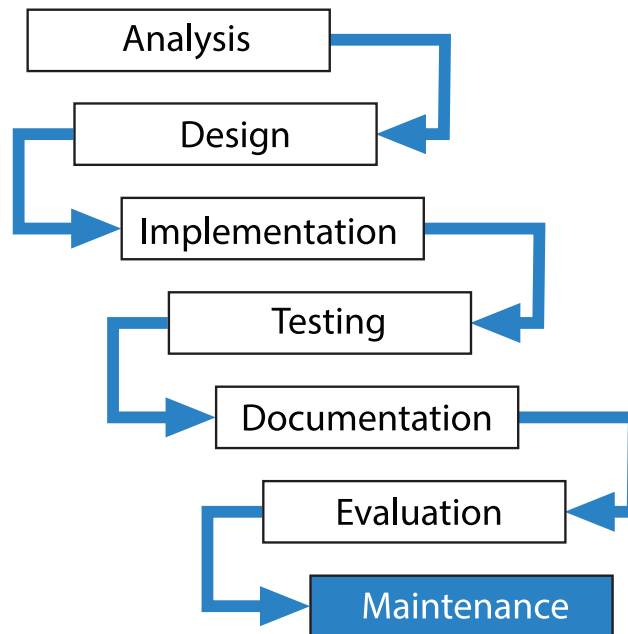 Analysis
Design
Implementation
Testing
Documentation
Evaluation
Maintenance